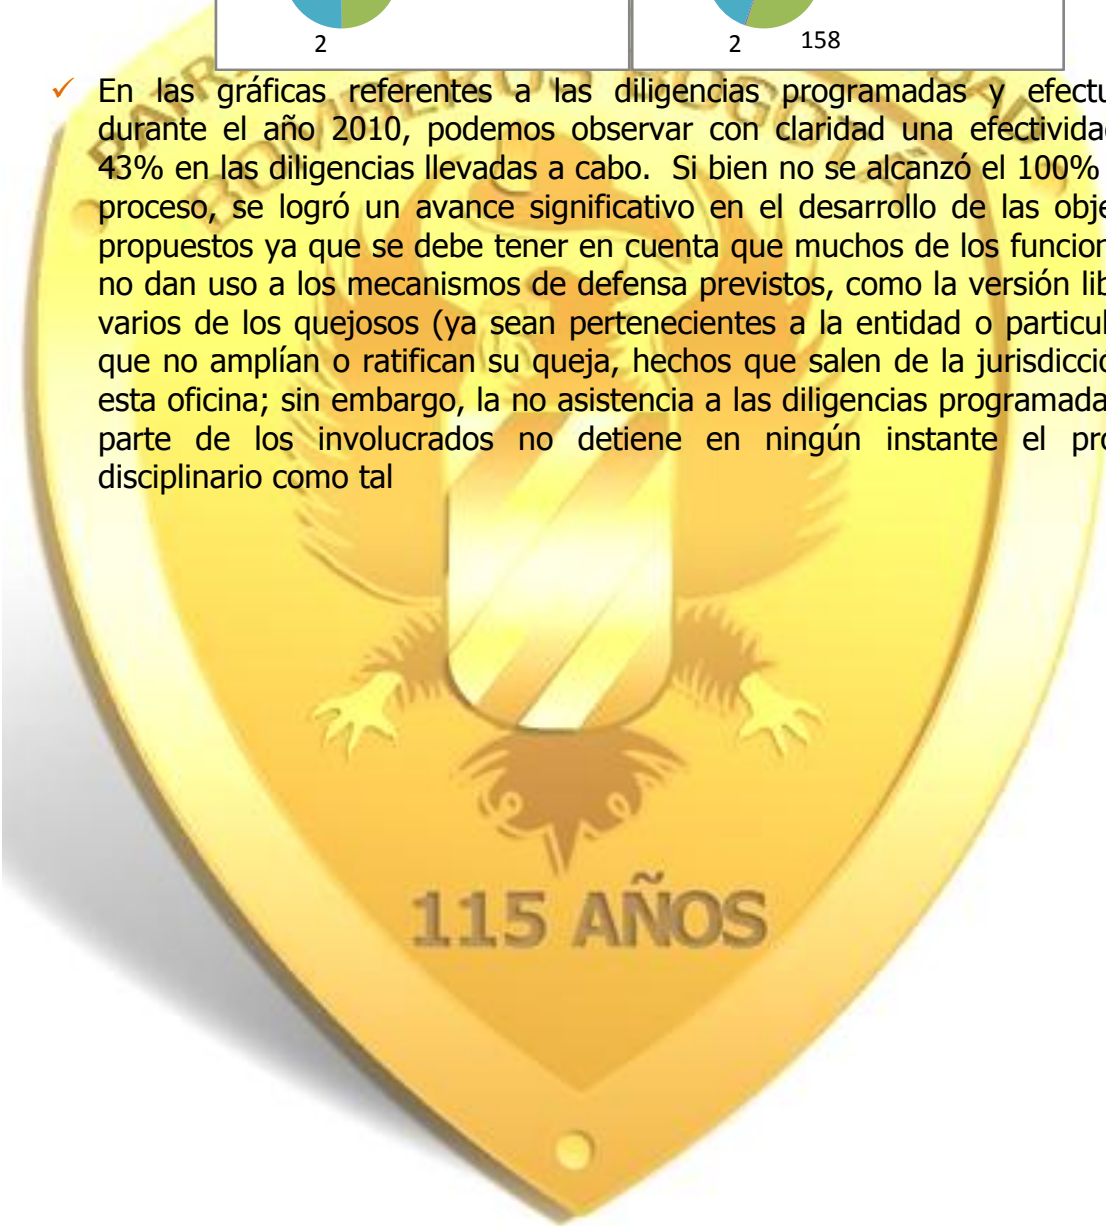 2
2 158
✓ En las gráficas referentes a las diligencias programadas y efectu
durante el año 2010, podemos observar con claridad una efectivida
43% en las diligencias llevadas a cabo. Si bien no se alcanzó el 100%
proceso, se logró un avance significativo en el desarrollo de las obje
propuestos ya que se debe tener en cuenta que muchos de los funcion
no dan uso a los mecanismos de defensa previstos, como la versión lib
varios de los quejosos (ya sean pertenecientes a la entidad o particul
que no amplían o ratifican su queja, hechos que salen de la jurisdicci
esta oficina; sin embargo, la no asistencia a las diligencias programada
parte de los involucrados no detiene en ningún instante el pro
disciplinario como tal
115 AÑOS